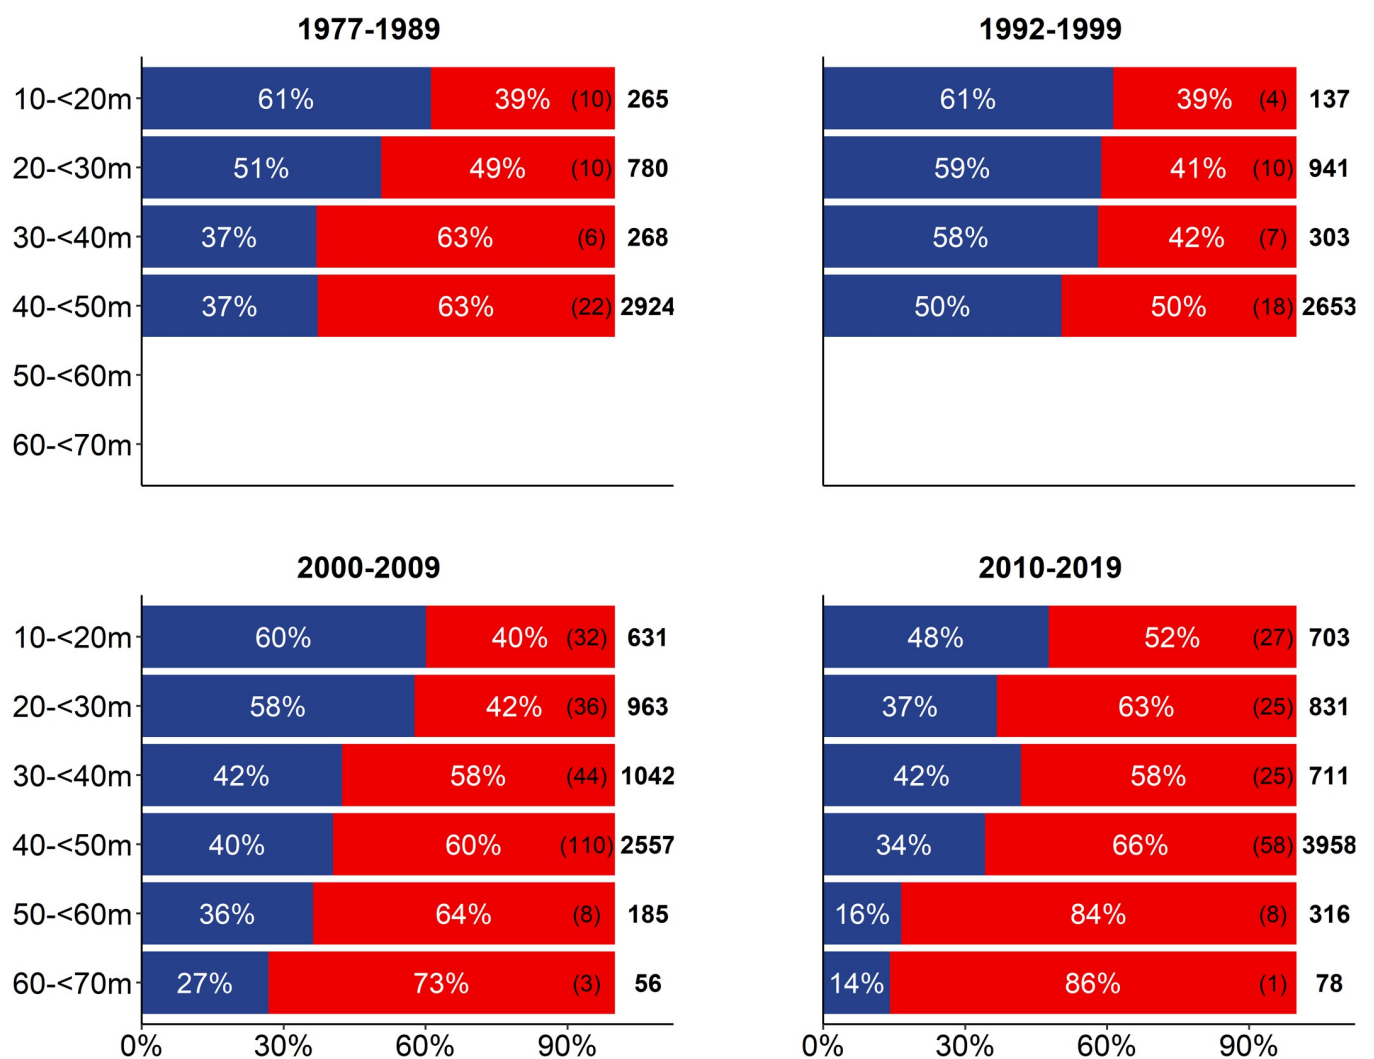 1977-1989
10-<20m 61% 39% (10) 265
20-<30m 51% 49% (10) 780
30-<40m 37% 63% (6) 268
40-<50m 37% 63% (22) 2924
50-<60m
60-<70m
1992-1999
61% 39% (4) 137
59% 41% (10) 941
58% 42% (7) 303
50% 50% (18) 2653
2000-2009
10-<20m 60% 40% (32) 631
20-<30m 58% 42% (36) 963
30-<40m 42% 58% (44) 1042
40-<50m 40% 60% (110) 2557
50-<60m 36% 64% (8) 185
60-<70m 27% 73% (3) 56
0% 30% 60% 90%
2010-2019
48% 52% (27) 703
37% 63% (25) 831
42% 58% (25) 711
34% 66% (58) 3958
16% 84% (8) 316
14% 86% (1) 78
0% 30% 60% 90%